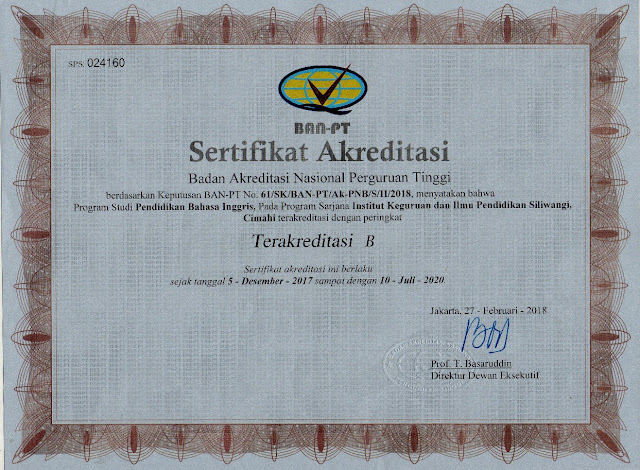 SPS: 024160
BAN-PT
Sertifikat Akreditasi
Badan Akreditasi Nasional Perguruan Tinggi
berdasarkan Keputusan BAN-PT No. 61/SK/BAN-PT/Ak-PNB/S/II/2018, menyatakan bahwa
Program Studi Pendidikan Bahasa Inggris, Pada Program Sarjana Institut Keguruan dan Ilmu Pendidikan Siliwangi,
Cimahi terakreditasi dengan peringkat
Terakreditasi B
Sertifikat akreditasi ini berlaku
sejak tanggal 5 - Desember - 2017 sampai dengan 10 - Juli - 2020.
Jakarta, 27 - Februari - 2018
Prof. T. Basaruddin
Direktur Dewan Eksekutif